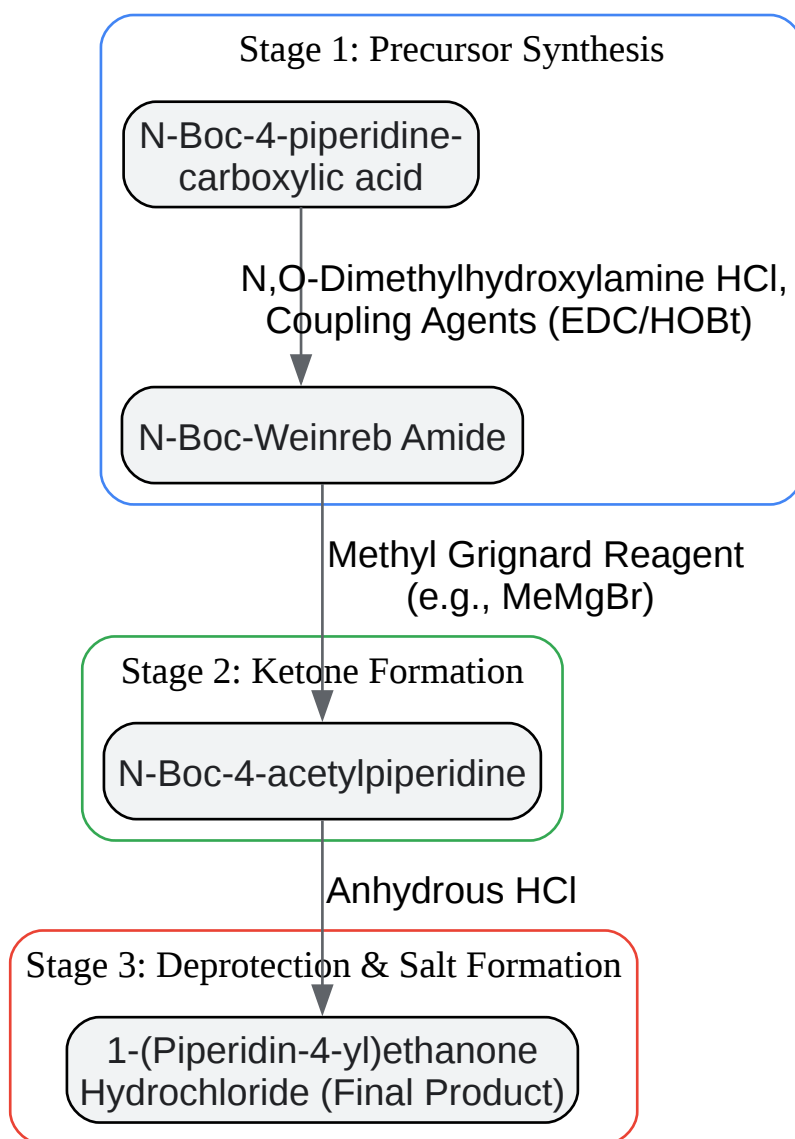 Stage 1: Precursor Synthesis
N-Boc-4-piperidine-
carboxylic acid
N,O-Dimethylhydroxylamine HCl,
Coupling Agents (EDC/HOBt)
N-Boc-Weinreb Amide
Methyl Grignard Reagent
(e.g., MeMgBr)
Stage 2: Ketone Formation
N-Boc-4-acetylpiperidine
Anhydrous HCl
Stage 3: Deprotection & Salt Formation
1-(Piperidin-4-yl)ethanone
Hydrochloride (Final Product)